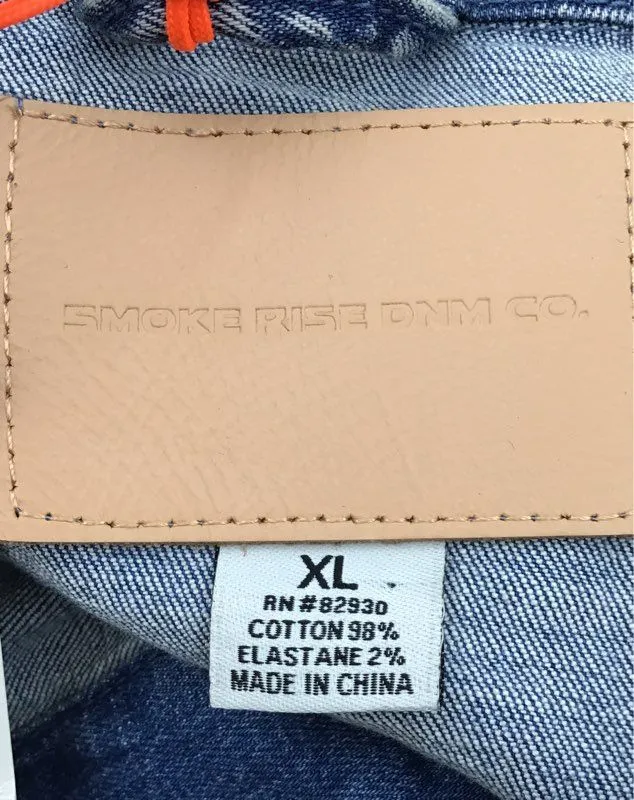 SMOKE RISE DNM CO.
XL
RN#82930
COTTON 98%
ELASTANE 2%
MADE IN CHINA